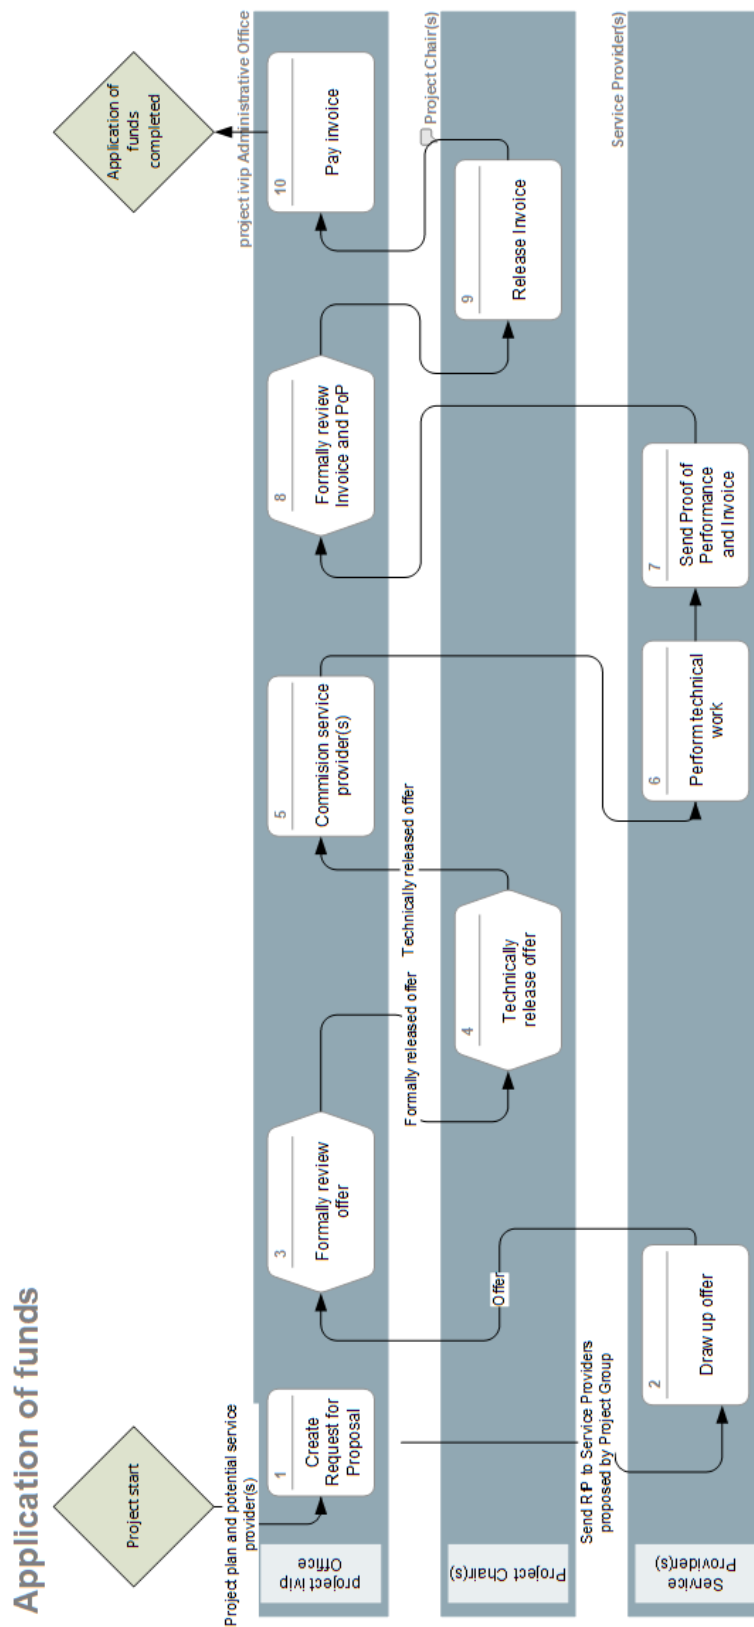 Application of funds
Project start
Project plan and potential service
provider(s)
project ivip
Office
Project Chair(s)
Service
Provider(s)
1
Create
Request for
Proposal
Send RfP to Service Providers
proposed by Project Group
2
Draw up offer
Offer
3
Formally review
offer
Formally released offer
4
Technically
release offer
Technically released offer
5
Commision service
provider(s)
6
Perform technical
work
7
Send Proof of
Performance
and Invoice
8
Formally review
Invoice and PoP
9
Release Invoice
10
Pay invoice
Application of
funds
completed
project ivip Administrative Office
Project Chair(s)
Service Provider(s)